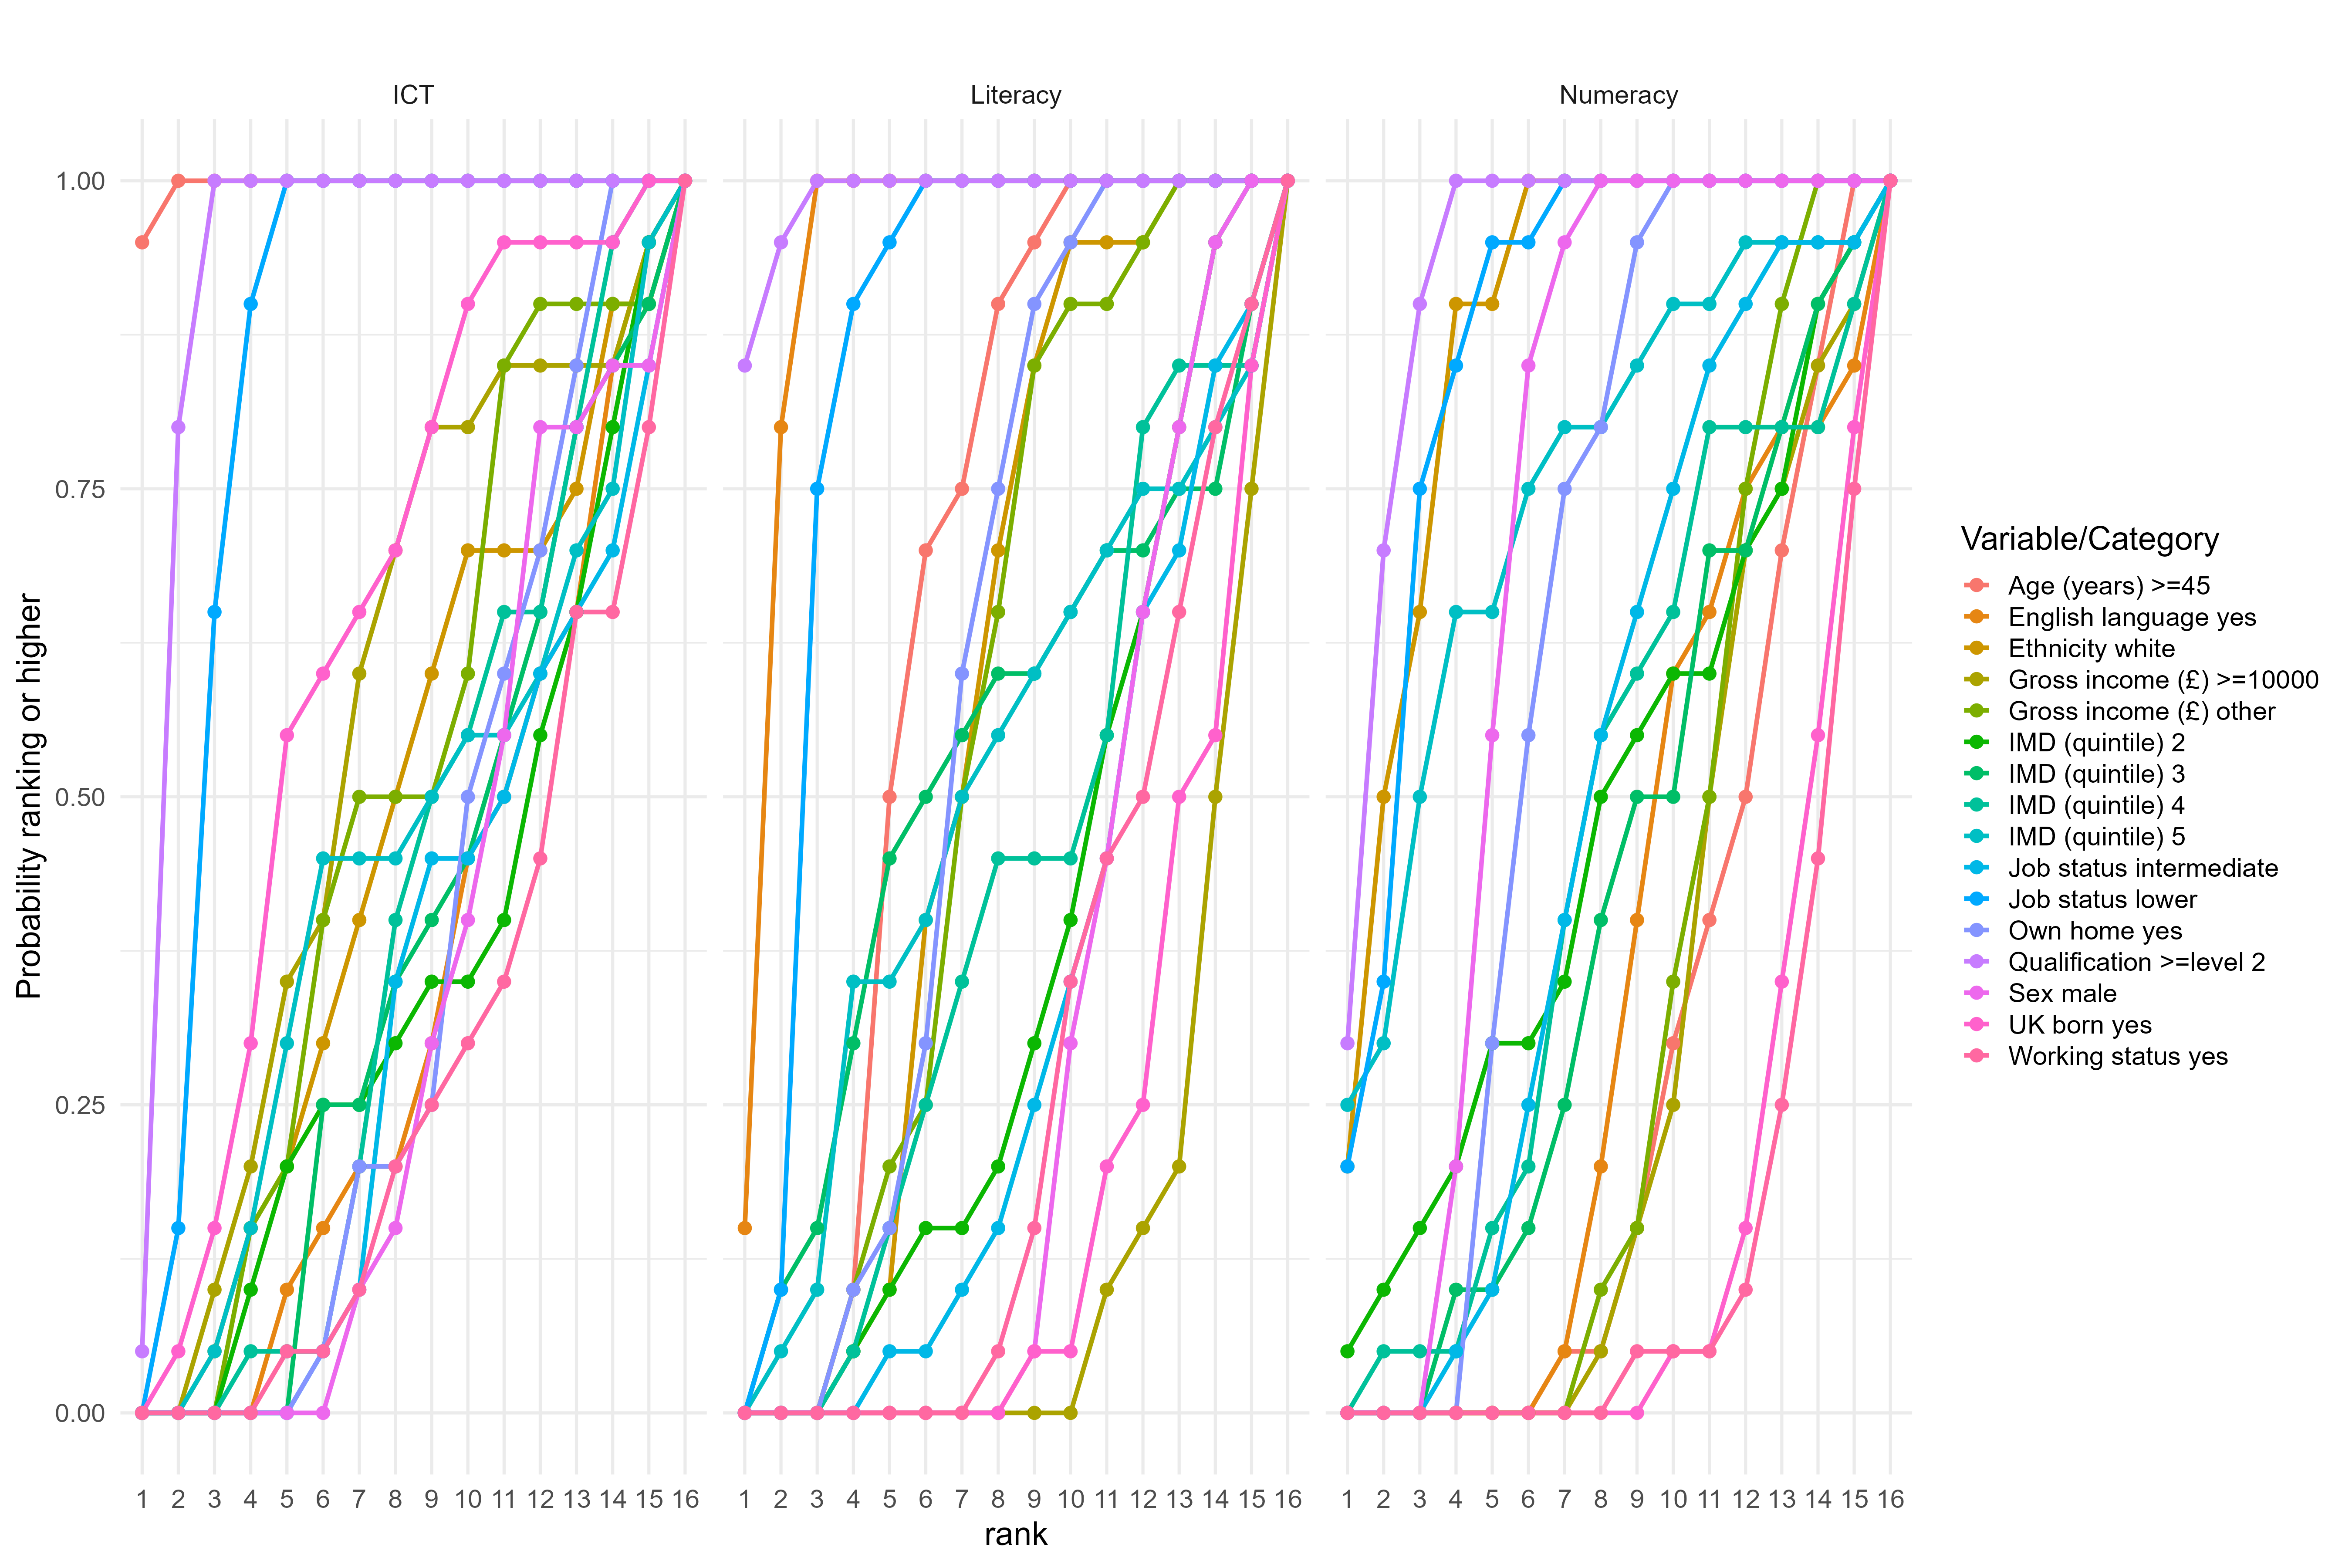 ICT Literacy Numeracy
Probability ranking or higher
1.00
0.75
0.50
0.25
0.00
1 2 3 4 5 6 7 8 9 10 11 12 13 14 15 16 1 2 3 4 5 6 7 8 9 10 11 12 13 14 15 16 1 2 3 4 5 6 7 8 9 10 11 12 13 14 15 16
rank
Variable/Category
Age (years) >=45
English language yes
Ethnicity white
Gross income (£) >=10000
Gross income (£) other
IMD (quintile) 2
IMD (quintile) 3
IMD (quintile) 4
IMD (quintile) 5
Job status intermediate
Job status lower
Own home yes
Qualification >=level 2
Sex male
UK born yes
Working status yes